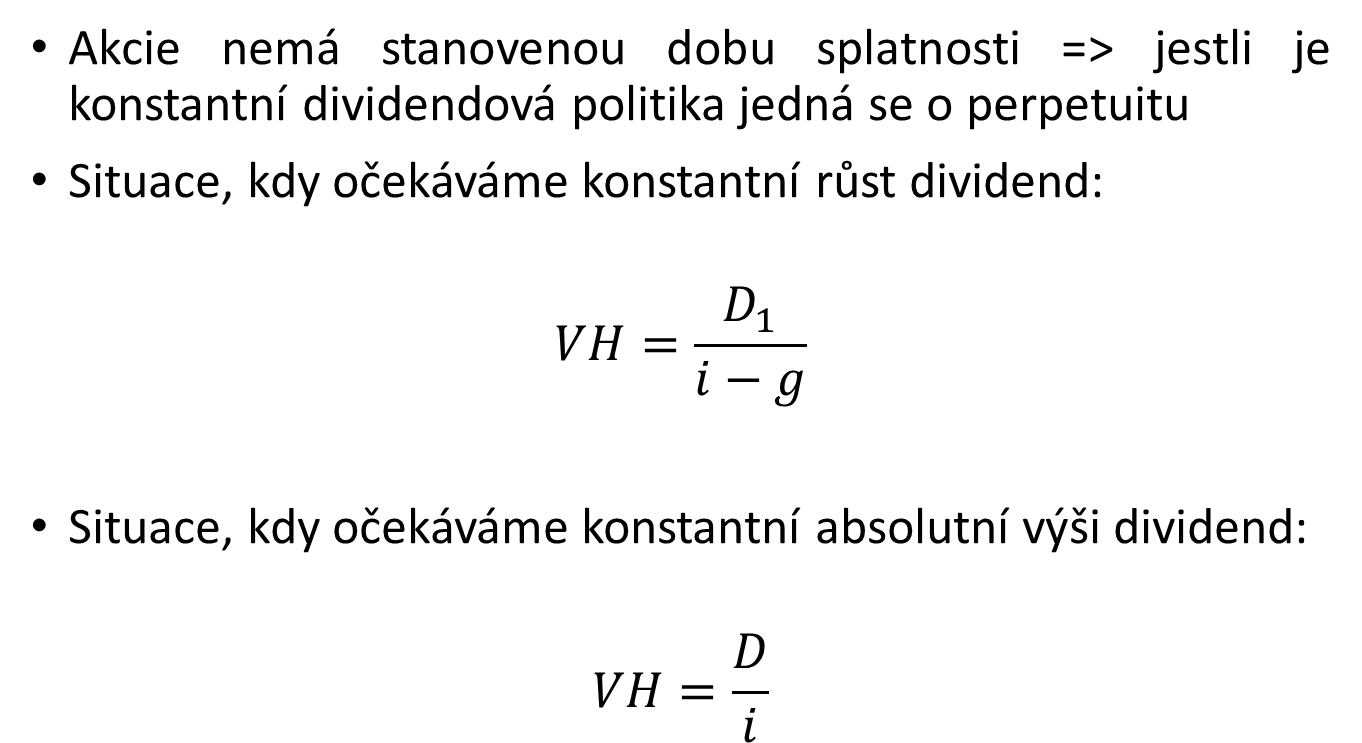 • Akcie nemá stanovenou dobu splatnosti => jestli je
konstantní dividendová politika jedná se o perpetuitu
• Situace, kdy očekáváme konstantní růst dividend:
VH = D₁ / (i − g)
• Situace, kdy očekáváme konstantní absolutní výši dividend:
VH = D / i